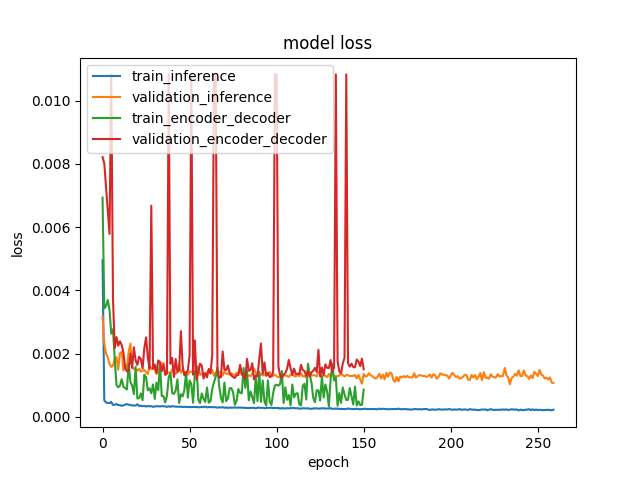 model loss
train_inference
validation_inference
train_encoder_decoder
validation_encoder_decoder
0.010
0.008
0.006
0.004
0.002
0.000
loss
0 50 100 150 200 250
epoch